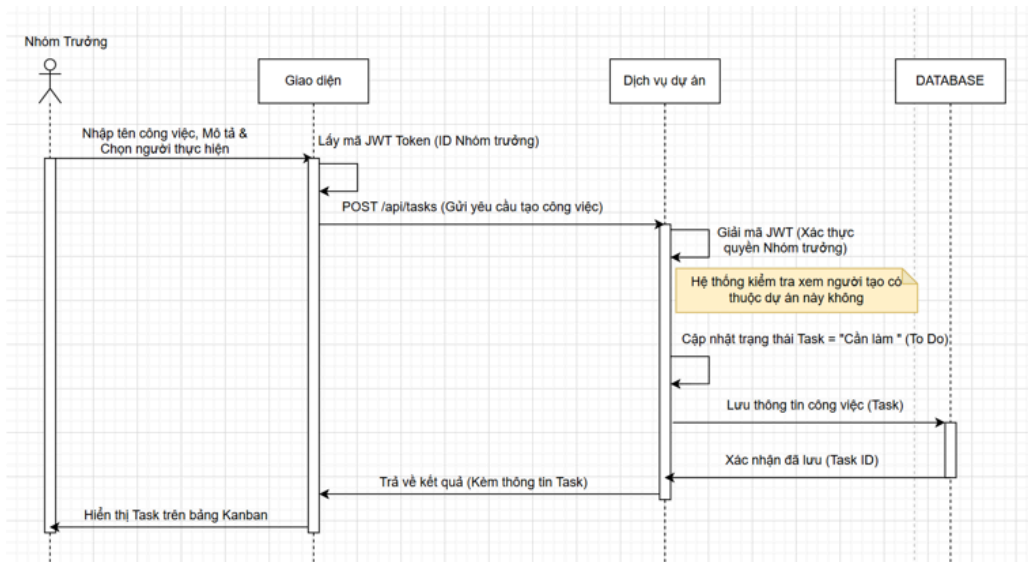 Nhóm Trưởng
Giao diện
Dịch vụ dự án
DATABASE
Nhập tên công việc, Mô tả &
Chọn người thực hiện
Lấy mã JWT Token (ID Nhóm trưởng)
POST /api/tasks (Gửi yêu cầu tạo công việc)
Giải mã JWT (Xác thực
quyền Nhóm trưởng)
Hệ thống kiểm tra xem người tạo có
thuộc dự án này không
Cập nhật trạng thái Task = "Cần làm " (To Do)
Lưu thông tin công việc (Task)
Xác nhận đã lưu (Task ID)
Trả về kết quả (Kèm thông tin Task)
Hiển thị Task trên bảng Kanban